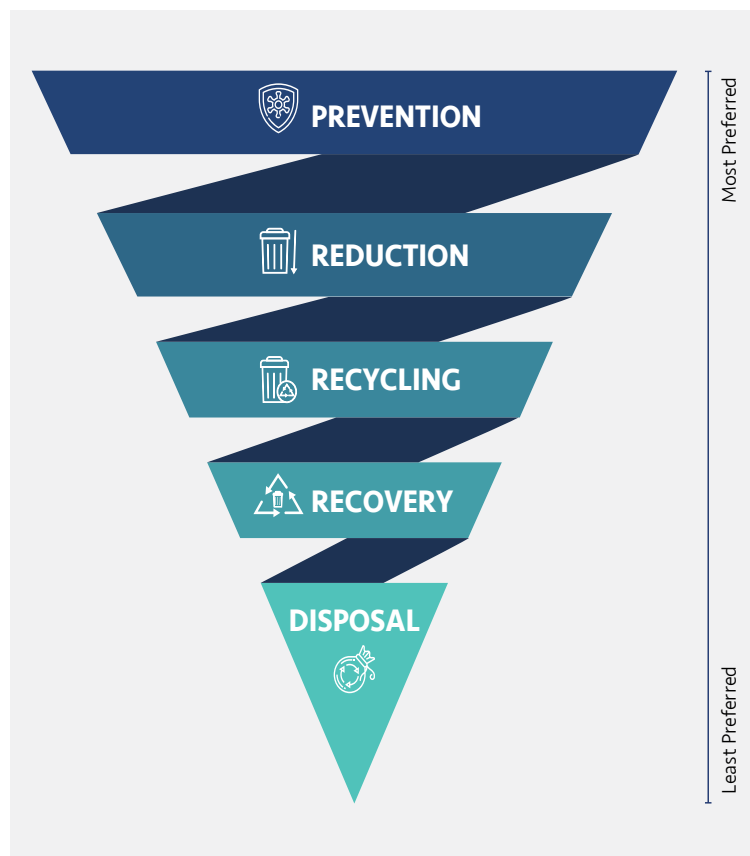 PREVENTION
Most Preferred
REDUCTION
RECYCLING
RECOVERY
DISPOSAL
Least Preferred